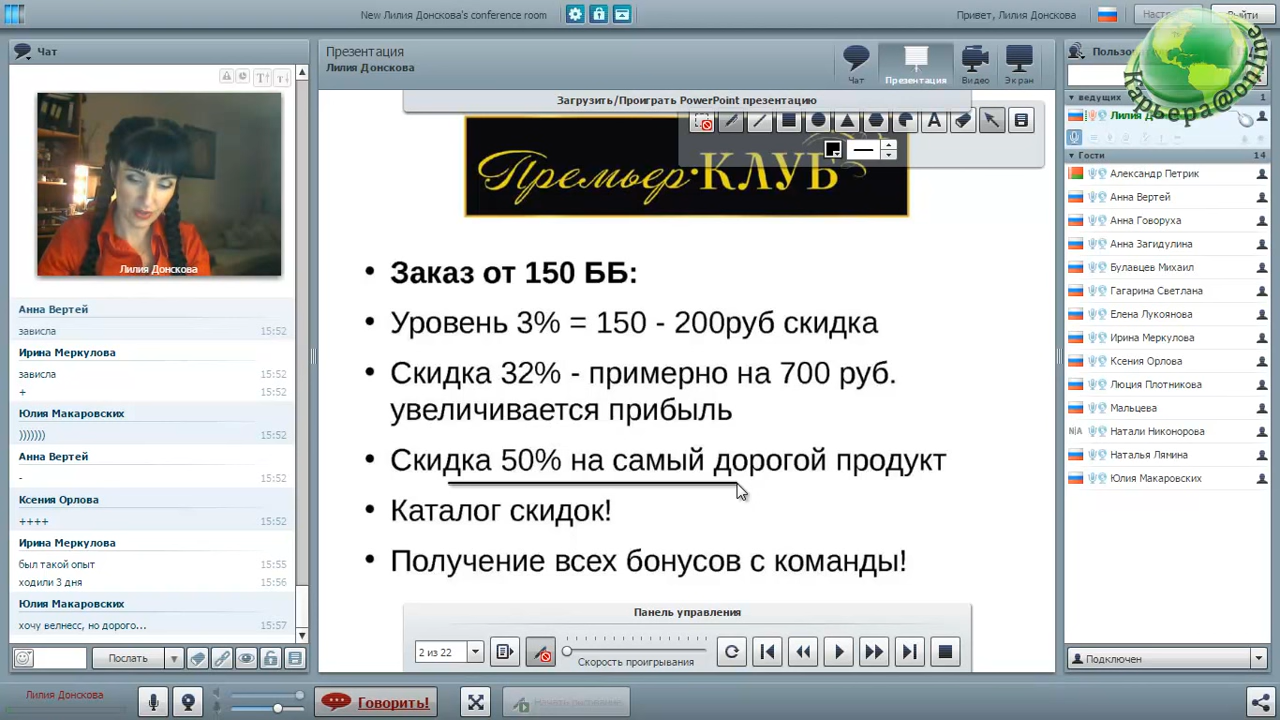 New Лилия Донскова's conference room
Привет, Лилия Донскова
Выйти
Чат
Лилия Донскова
Анна Вертей
зависла 15:52
Ирина Меркулова
зависла 15:52
+ 15:52
Юлия Макаровских
))))))) 15:52
Анна Вертей
- 15:52
Ксения Орлова
++++ 15:52
Ирина Меркулова
был такой опыт 15:55
ходили 3 дня 15:56
Юлия Макаровских
хочу велнесс, но дорого... 15:57
Послать
Презентация
Лилия Донскова
Чат
Презентация
Видео
Экран
Загрузить/Проиграть PowerPoint презентацию
Премьер·КЛУБ
• Заказ от 150 ББ:
• Уровень 3% = 150 - 200руб скидка
• Скидка 32% - примерно на 700 руб.
увеличивается прибыль
• Скидка 50% на самый дорогой продукт
• Каталог скидок!
• Получение всех бонусов с команды!
Панель управления
2 из 22
Скорость проигрывания
Карьера@online
ведущих 1
Гости 14
Александр Петрик
Анна Вертей
Анна Говоруха
Анна Загидулина
Булавцев Михаил
Гагарина Светлана
Елена Лукоянова
Ирина Меркулова
Ксения Орлова
Люция Плотникова
Мальцева
N|A Натали Никонорова
Наталья Лямина
Юлия Макаровских
Подключен
Лилия Донскова
Говорить!